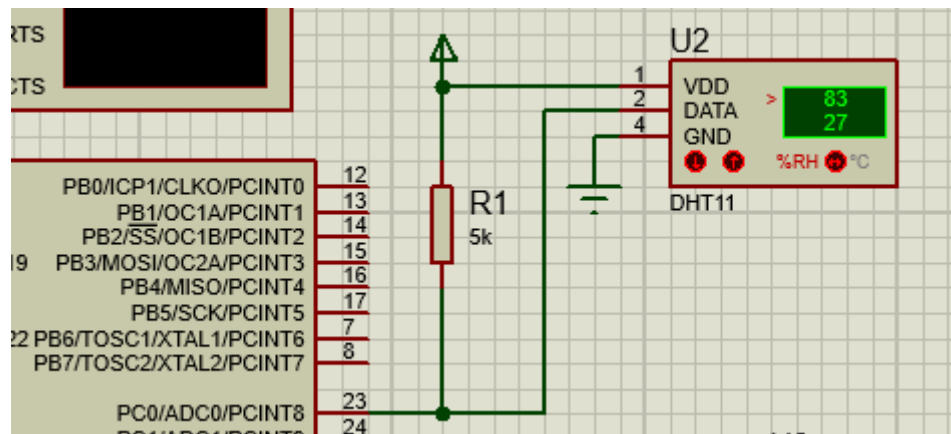 RTS
CTS
U2
1
VDD
2
DATA
4
GND
>
83
27
%RH
°C
DHT11
R1
5k
PB0/ICP1/CLKO/PCINT0
12
PB1/OC1A/PCINT1
13
PB2/SS/OC1B/PCINT2
14
19
PB3/MOSI/OC2A/PCINT3
15
PB4/MISO/PCINT4
16
PB5/SCK/PCINT5
17
22
PB6/TOSC1/XTAL1/PCINT6
7
PB7/TOSC2/XTAL2/PCINT7
8
PC0/ADC0/PCINT8
23
24